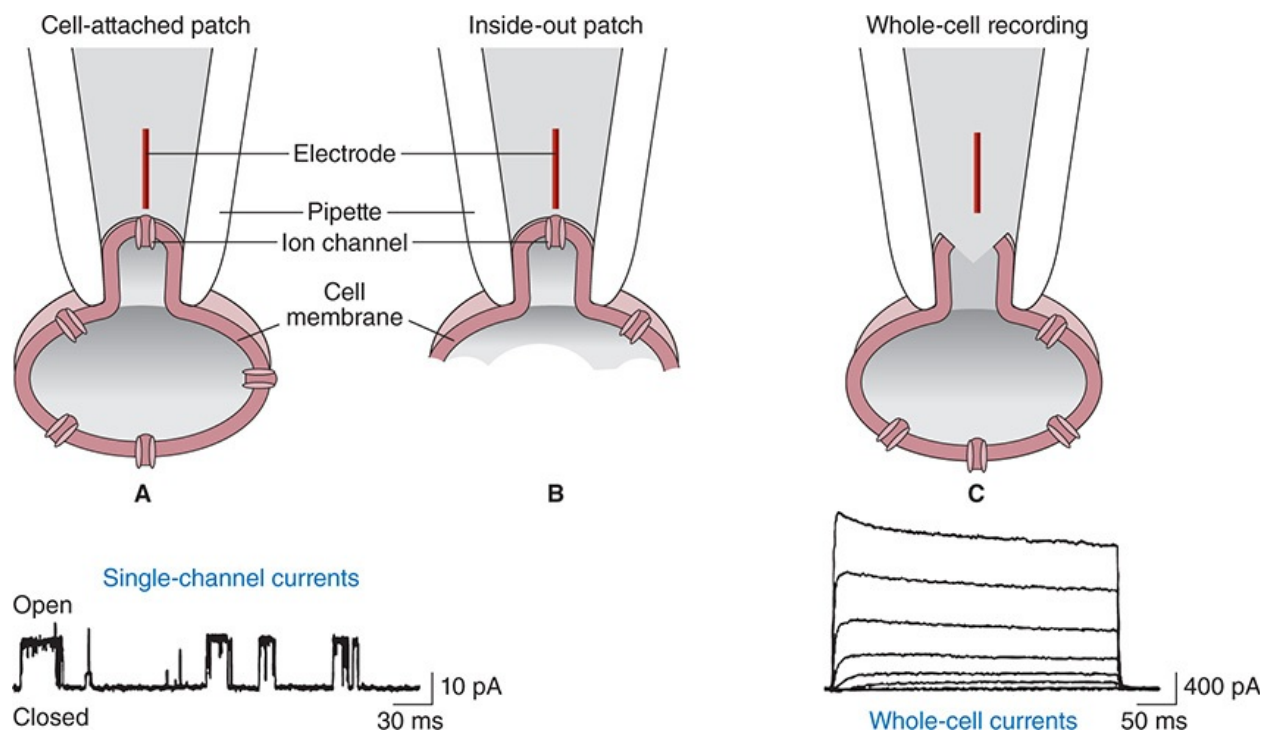 Cell-attached patch
Inside-out patch
Whole-cell recording
Electrode
Pipette
Ion channel
Cell
membrane
A
B
C
Single-channel currents
Open
Closed
10 pA
30 ms
400 pA
Whole-cell currents
50 ms